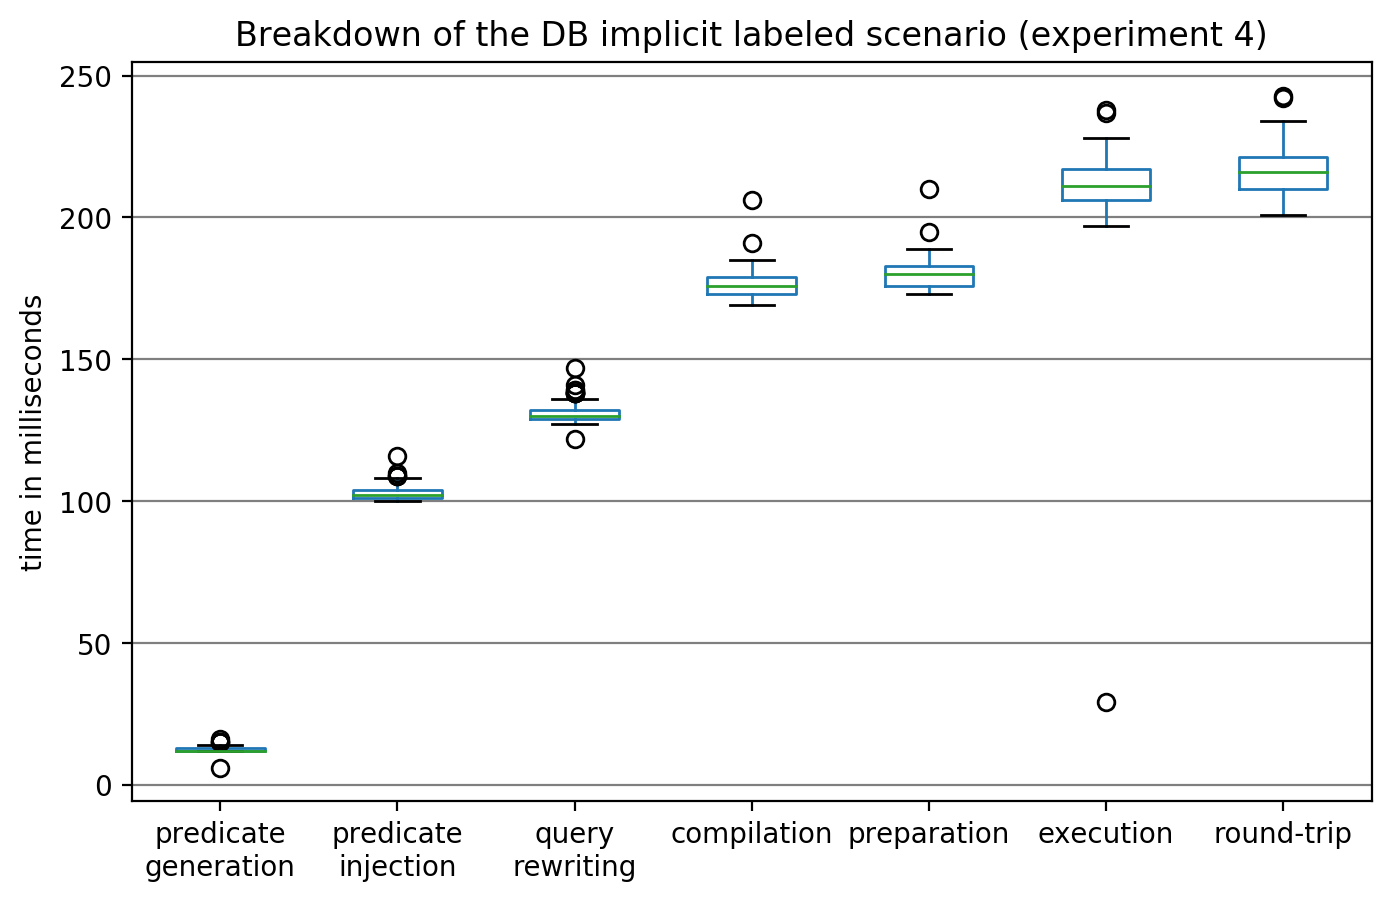 Breakdown of the DB implicit labeled scenario (experiment 4)
time in milliseconds
250
200
150
100
50
0
predicate
generation
predicate
injection
query
rewriting
compilation
preparation
execution
round-trip